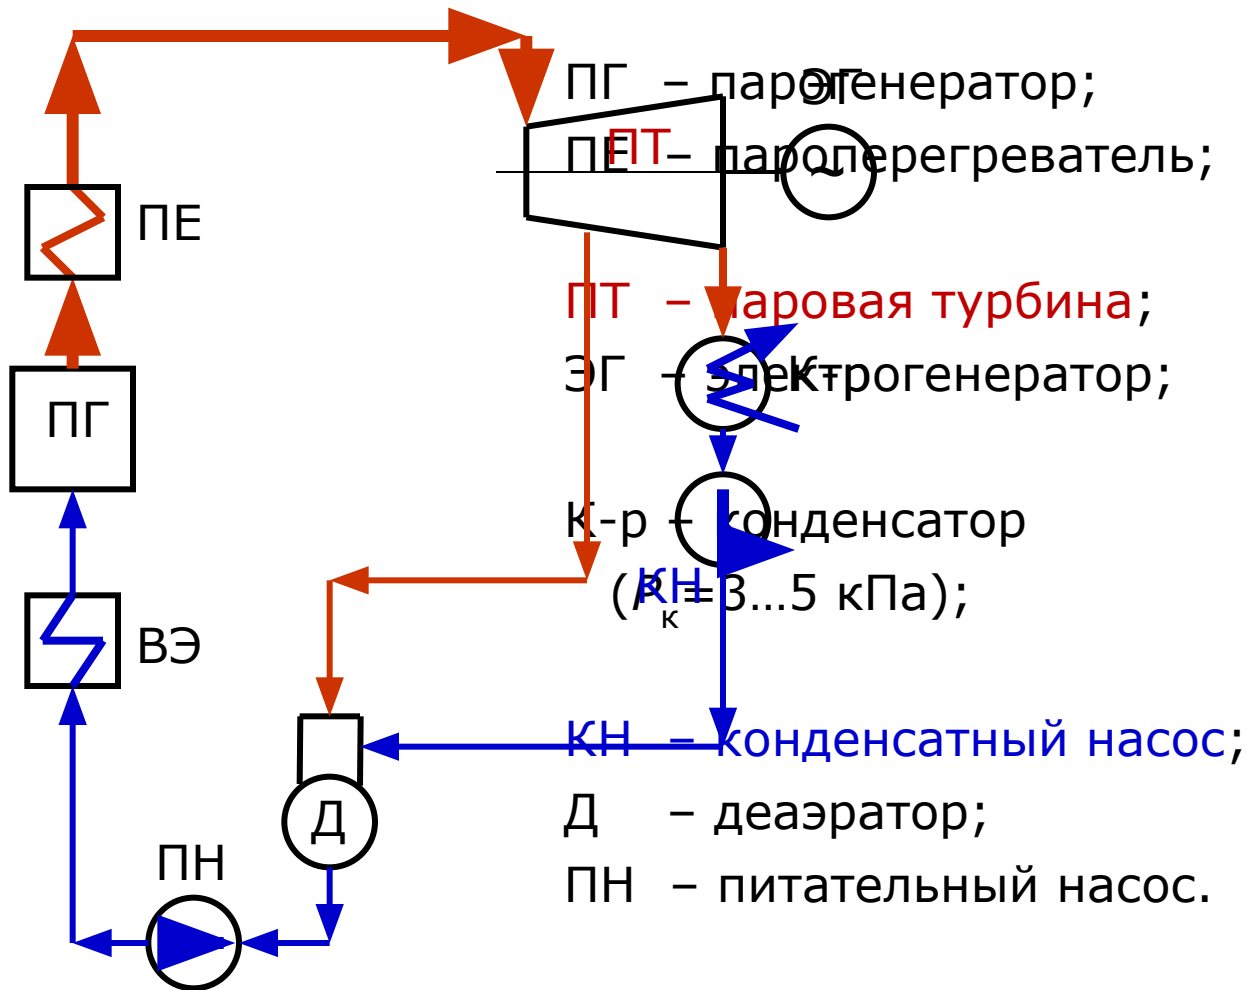 ЭГ
ПГ – парогенератор;
ПТ
ПЕ – пароперегреватель;
~
ПЕ
ПТ – паровая турбина;
ЭГ – электрогенератор;
К-р
ПГ
К-р – конденсатор
(Pк=3...5 кПа);
КН
ВЭ
КН – конденсатный насос;
Д – деаэратор;
Д
ПН
ПН – питательный насос.